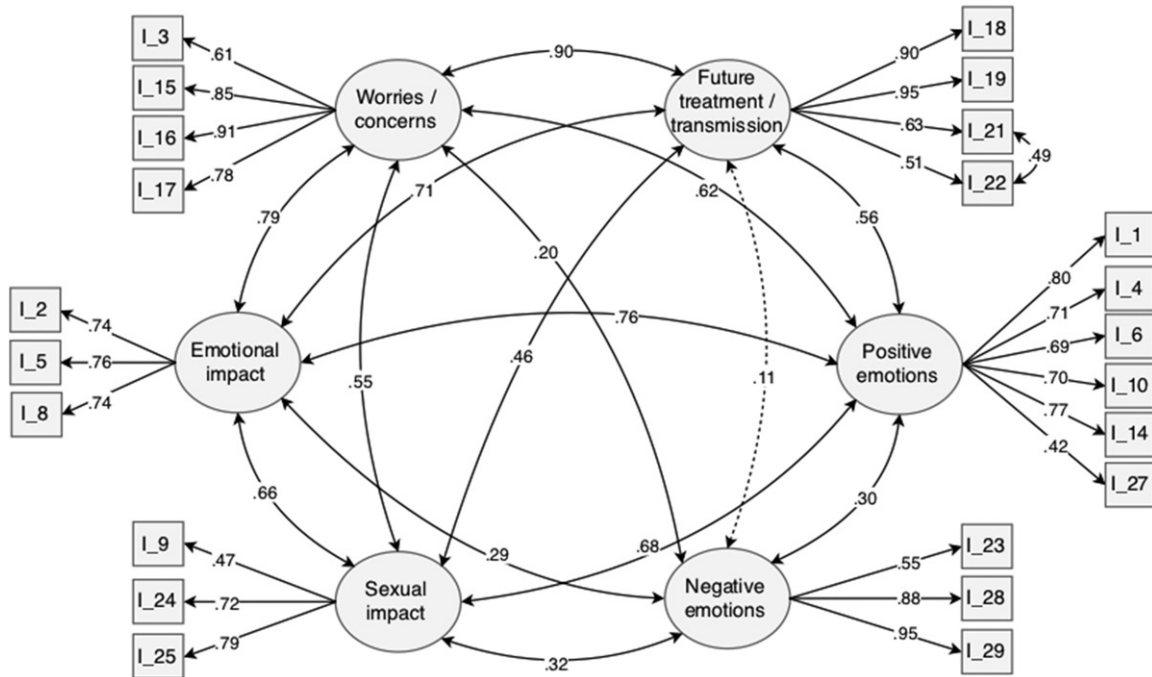 I_3
I_15
I_16
I_17
.61
.85
.91
.78
Worries /
concerns
.90
Future
treatment /
transmission
.90
.95
.63
.51
I_18
I_19
I_21
I_22
.49
.79
.71
.20
.62
.56
I_2
I_5
I_8
.74
.76
.74
Emotional
impact
.76
.55
.46
.11
Positive
emotions
.80
.71
.69
.70
.77
.42
I_1
I_4
I_6
I_10
I_14
I_27
.66
.29
.68
.30
I_9
I_24
I_25
.47
.72
.79
Sexual
impact
.32
Negative
emotions
.55
.88
.95
I_23
I_28
I_29